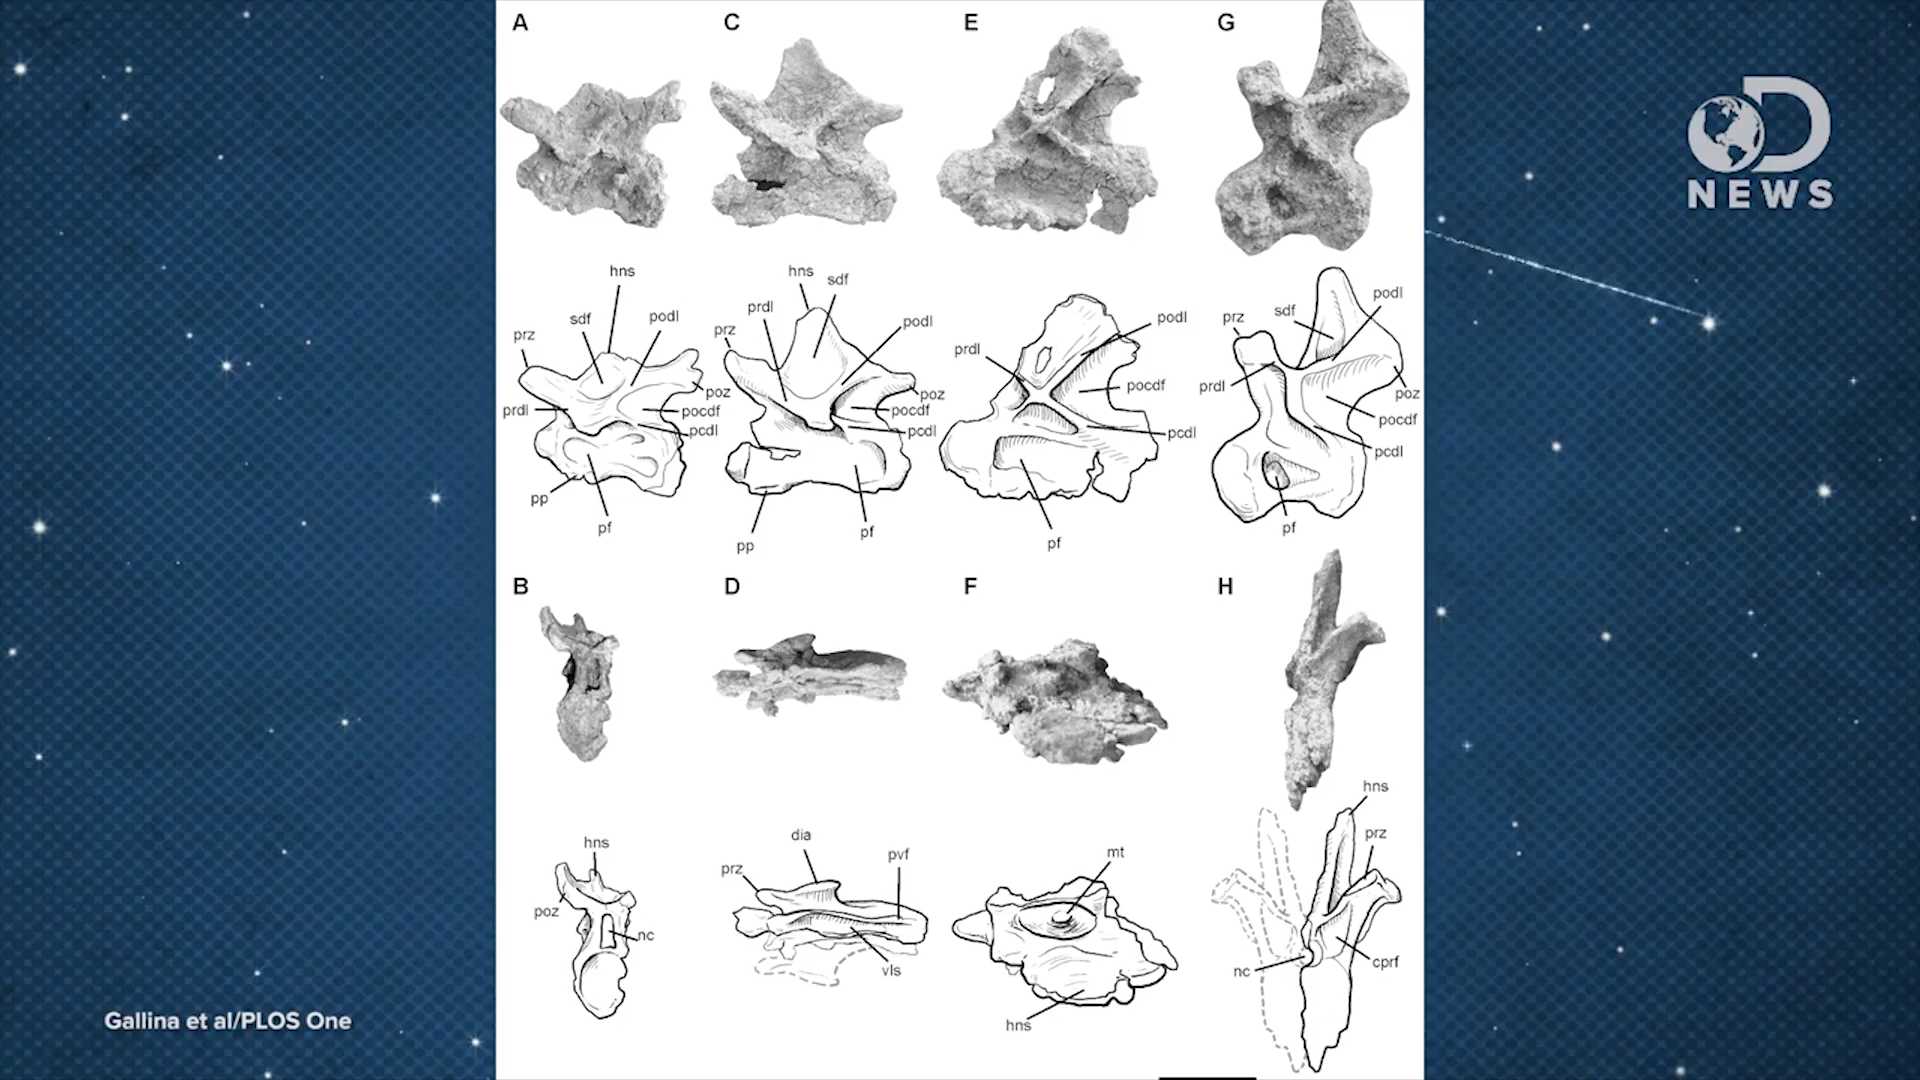 A
C
E
G
D
NEWS
hns
sdf
podl
prz
poz
prdl
pocdf
pcdl
pp
pf
hns
sdf
prdl
prz
podl
poz
pocdf
pcdl
pp
pf
podl
prdl
pocdf
pcdl
pf
podl
sdf
prz
prdl
poz
pocdf
pcdl
pf
B
D
F
H
hns
poz
nc
dia
prz
pvf
vls
mt
hns
hns
prz
nc
cprf
Gallina et al/PLOS One